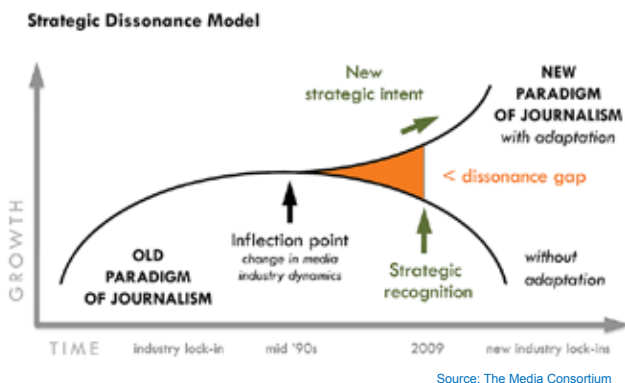 Strategic Dissonance Model
New
strategic intent
NEW
PARADIGM
OF JOURNALISM
with adaptation
< dissonance gap
GROWTH
OLD
PARADIGM
OF JOURNALISM
Inflection point
change in media
industry dynamics
Strategic
recognition
without
adaptation
TIME
industry lock-in
mid '90s
2009
new industry lock-ins
Source: The Media Consortium